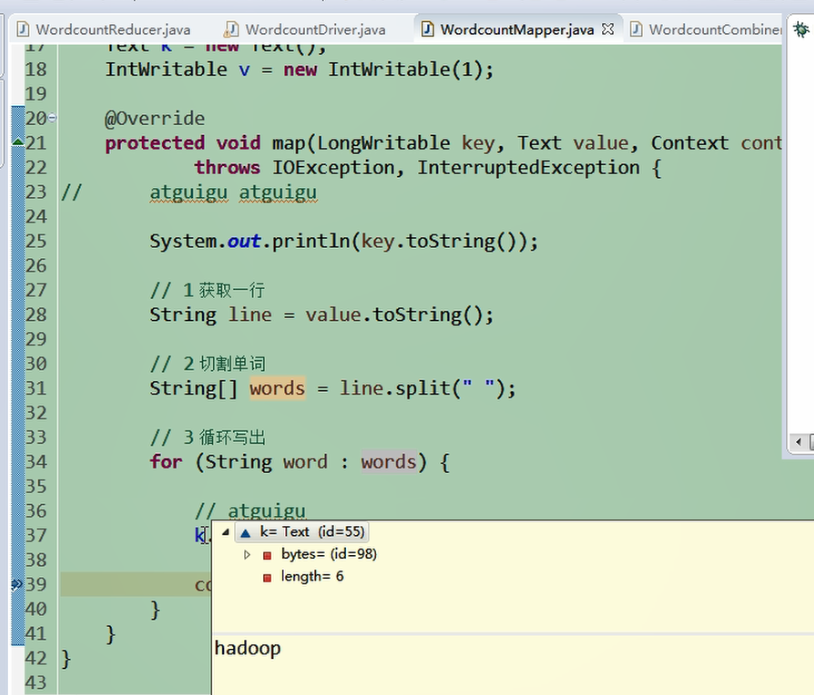 WordcountReducer.java WordcountDriver.java WordcountMapper.java WordcountCombiner
17 Text k = new Text();
18 IntWritable v = new IntWritable(1);
19
20 @Override
21 protected void map(LongWritable key, Text value, Context cont
22 throws IOException, InterruptedException {
23 // atguigu atguigu
24
25 System.out.println(key.toString());
26
27 // 1 获取一行
28 String line = value.toString();
29
30 // 2 切割单词
31 String[] words = line.split(" ");
32
33 // 3 循环写出
34 for (String word : words) {
35
36 // atguigu
37 k.
38
39 co
40 }
41 }
42 }
43
k= Text (id=55)
bytes= (id=98)
length= 6
hadoop